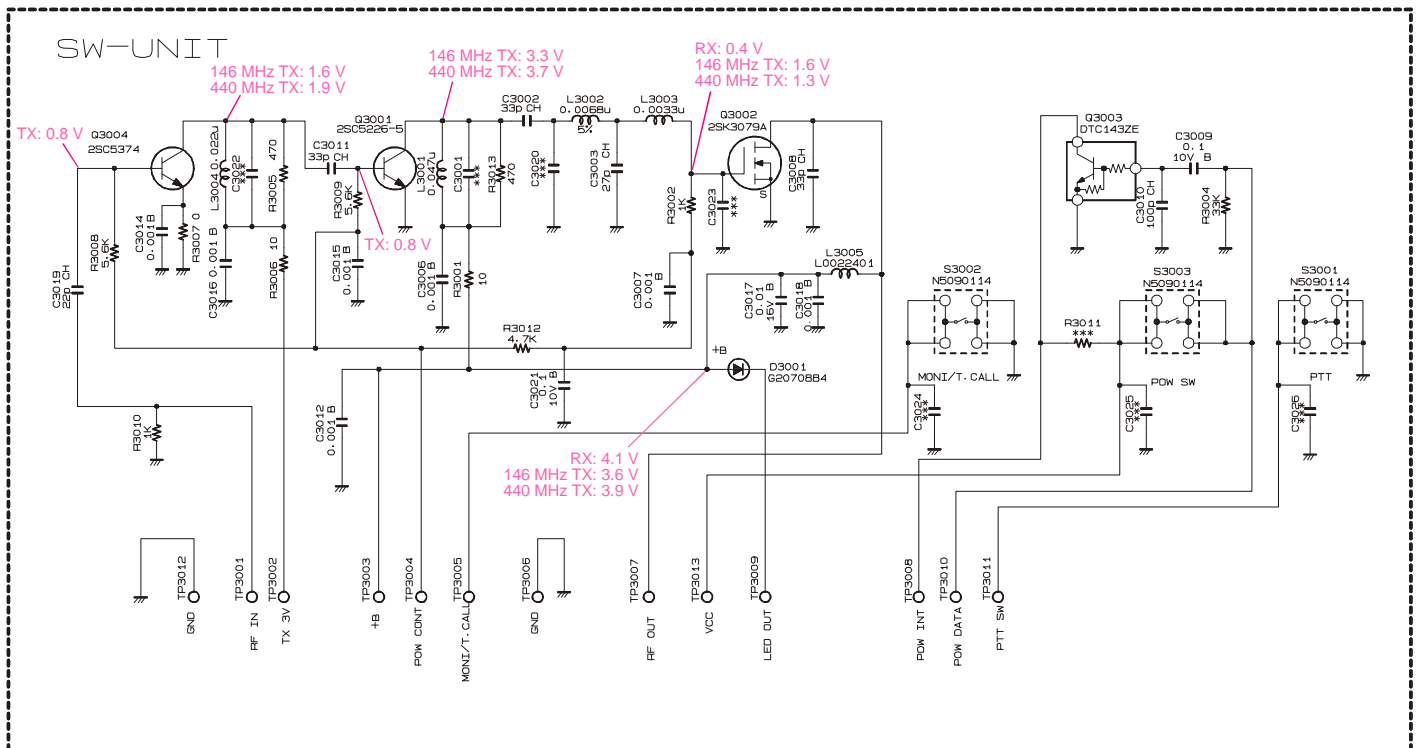 SW-UNIT
TX: 0.8 V
Q3004
2SC5374
146 MHz TX: 1.6 V
440 MHz TX: 1.9 V
L3004 0.022u
C3022
***
R3005 470
C3011
33p CH
Q3001
2SC5226-5
146 MHz TX: 3.3 V
440 MHz TX: 3.7 V
L3001
0.047u
C3001
***
R3013
470
C3002
33p CH
L3002
0.0068u
5%
C3020
***
C3003
27p CH
L3003
0.0033u
RX: 0.4 V
146 MHz TX: 1.6 V
440 MHz TX: 1.3 V
Q3002
2SK3079A
S
R3002
1K
C3023
***
C3008
33p CH
Q3003
DTC143ZE
C3009
0.1
10V B
C3010
100p CH
R3004
33K
R3008
5.6K
C3014
0.001 B
R3007 0
C3016 0.001 B
R3006 10
R3009
5.6K
TX: 0.8 V
C3015
0.001 B
C3006
0.001 B
R3001
10
C3007
0.001 B
L3005
L0022401
C3017
0.01
16V B
C3018
0.001 B
C3019
22p CH
R3010
1K
R3012
4.7K
C3012
0.001 B
C3021
0.1
10V B
+B
D3001
G2070884
RX: 4.1 V
146 MHz TX: 3.6 V
440 MHz TX: 3.9 V
S3002
N5090114
MONI/T.CALL
C3024
***
R3011
***
S3003
N5090114
POW SW
C3025
***
S3001
N5090114
PTT
C3026
***
TP3012
GND
TP3001
RF IN
TP3002
TX 3V
TP3003
+B
TP3004
POW CONT
TP3005
MONI/T.CALL
TP3006
GND
TP3007
RF OUT
TP3013
VCC
TP3009
LED OUT
TP3008
POW INT
TP3010
POW DATA
TP3011
PTT SW